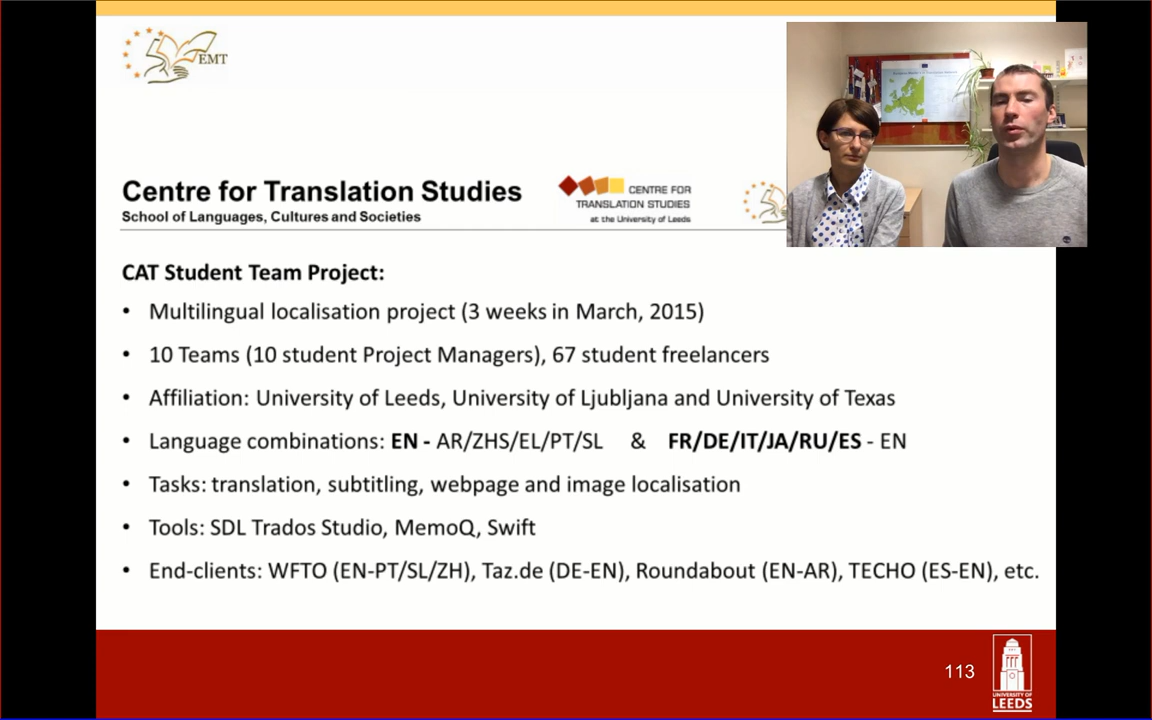 EMT
Centre for Translation Studies
School of Languages, Cultures and Societies
CENTRE FOR
TRANSLATION STUDIES
at the University of Leeds
CAT Student Team Project:
• Multilingual localisation project (3 weeks in March, 2015)
• 10 Teams (10 student Project Managers), 67 student freelancers
• Affiliation: University of Leeds, University of Ljubljana and University of Texas
• Language combinations: EN - AR/ZHS/EL/PT/SL & FR/DE/IT/JA/RU/ES - EN
• Tasks: translation, subtitling, webpage and image localisation
• Tools: SDL Trados Studio, MemoQ, Swift
• End-clients: WFTO (EN-PT/SL/ZH), Taz.de (DE-EN), Roundabout (EN-AR), TECHO (ES-EN), etc.
113
UNIVERSITY OF
LEEDS